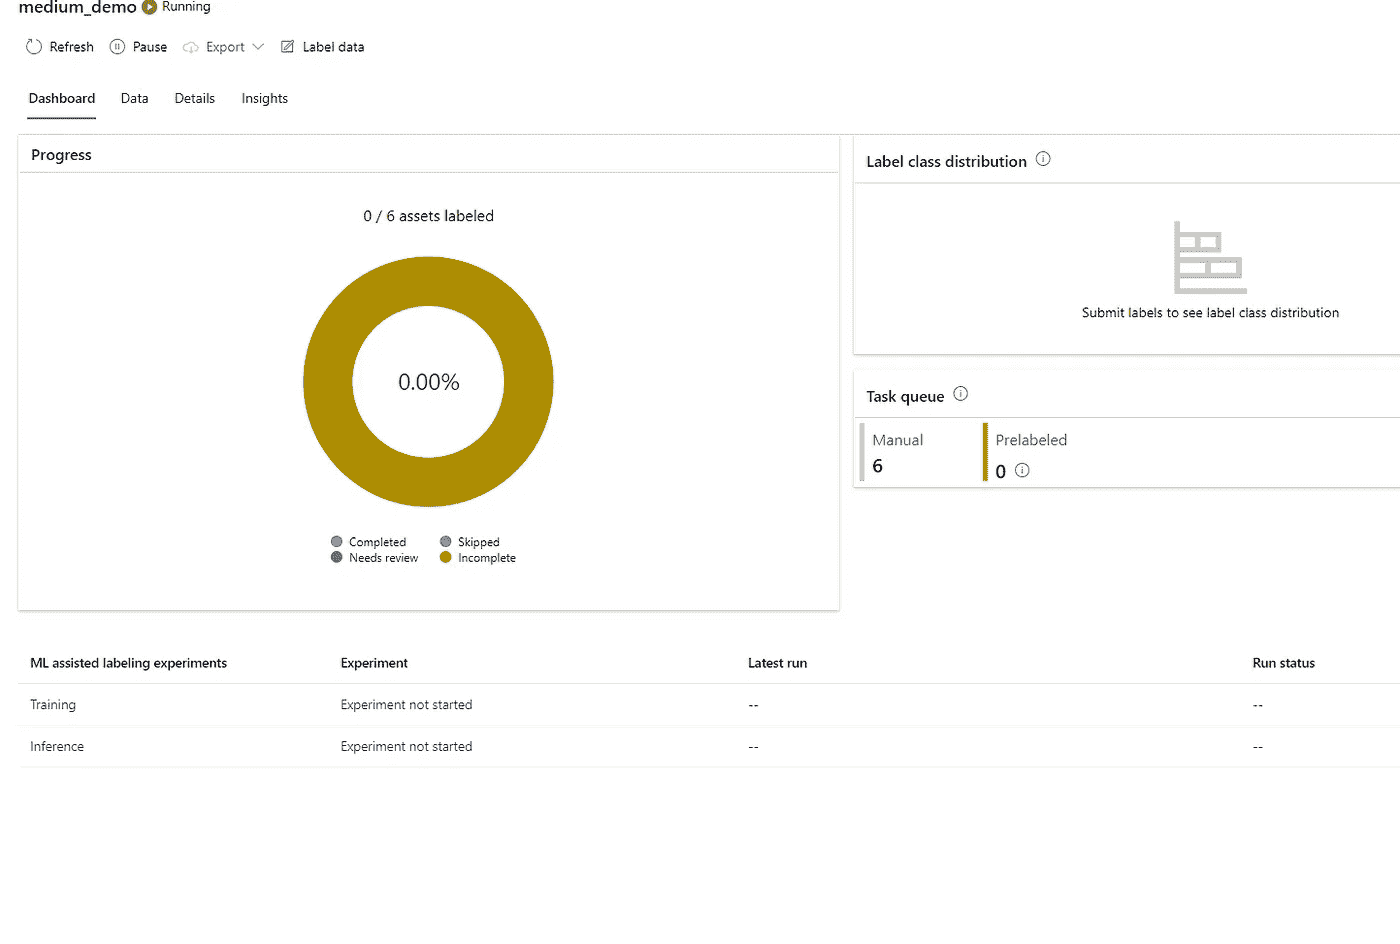 medium_demo Running
Refresh Pause Export Label data
Dashboard Data Details Insights
Progress
0 / 6 assets labeled
0.00%
Completed Skipped
Needs review Incomplete
Label class distribution
Submit labels to see label class distribution
Task queue
Manual Prelabeled
6 0
ML assisted labeling experiments Experiment Latest run Run status
Training Experiment not started -- --
Inference Experiment not started -- --